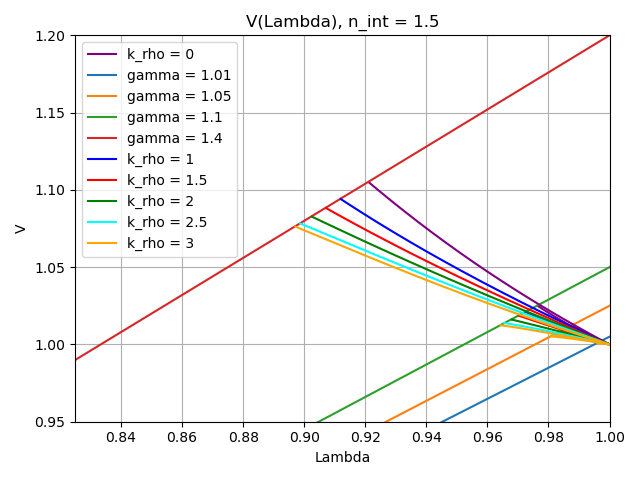 V(Lambda), n_int = 1.5
1.20
1.15
1.10
1.05
1.00
0.95
V
k_rho = 0
gamma = 1.01
gamma = 1.05
gamma = 1.1
gamma = 1.4
k_rho = 1
k_rho = 1.5
k_rho = 2
k_rho = 2.5
k_rho = 3
0.84 0.86 0.88 0.90 0.92 0.94 0.96 0.98 1.00
Lambda